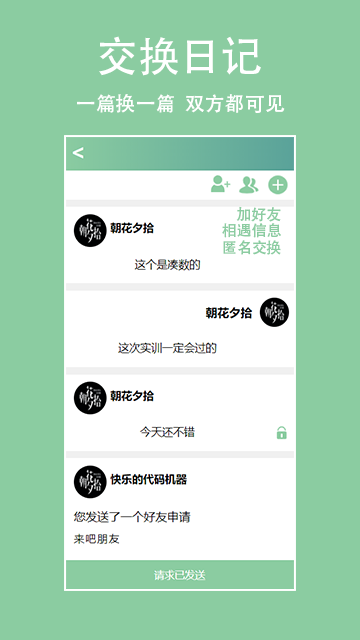 交换日记
一篇换一篇 双方都可见
<
加好友
相遇信息
匿名交换
朝花夕拾
这个是凑数的
朝花夕拾
这次实训一定会过的
朝花夕拾
今天还不错
快乐的代码机器
您发送了一个好友申请
来吧朋友
请求已发送